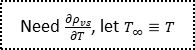 Need ∂ρ_vs/∂T, let T_∞ ≡ T